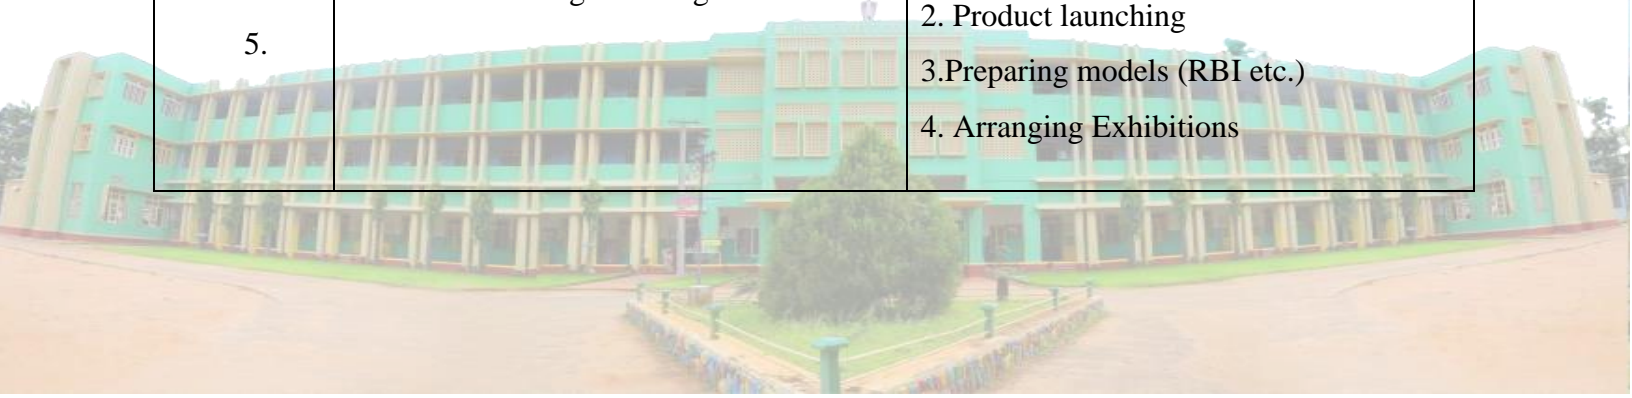 2. Product launching
5.
3.Preparing models (RBI etc.)
4. Arranging Exhibitions